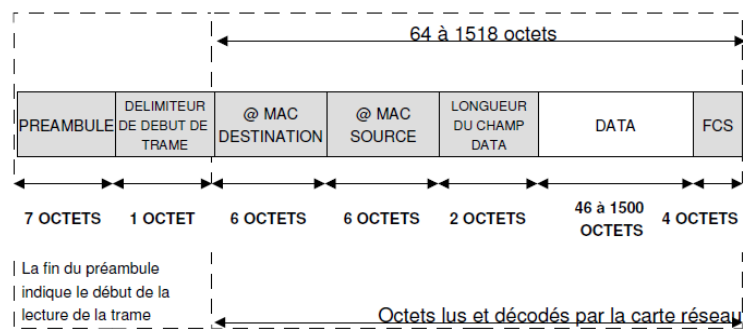 64 à 1518 octets
PREAMBULE
DELIMITEUR
DE DEBUT DE
TRAME
@ MAC
DESTINATION
@ MAC
SOURCE
LONGUEUR
DU CHAMP
DATA
DATA
FCS
7 OCTETS
1 OCTET
6 OCTETS
6 OCTETS
2 OCTETS
46 à 1500
OCTETS
4 OCTETS
La fin du préambule
indique le début de la
lecture de la trame
Octets lus et décodés par la carte réseau